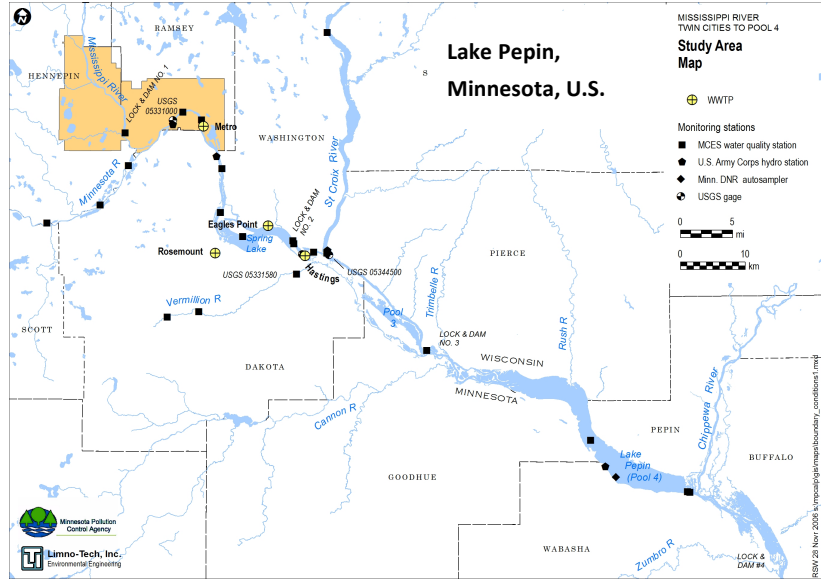 N
MISSISSIPPI RIVER
TWIN CITIES TO POOL 4
Study Area
Map
Lake Pepin,
Minnesota, U.S.
WWTP
Monitoring stations
MCES water quality station
U.S. Army Corps hydro station
Minn. DNR autosampler
USGS gage
0 5
mi
0 10
km
RAMSEY
HENNEPIN
Mississippi River
LOCK & DAM NO. 1
USGS
05331000
Metro
S
WASHINGTON
St Croix River
Minnesota R
LOCK & DAM
NO. 2
Eagles Point
Spring
Lake
Rosemount
Hastings
USGS 05331580
USGS 05344500
PIERCE
Vermillion R
Trimbelle R
Rush R
Pool
3
SCOTT
LOCK & DAM
NO. 3
DAKOTA
WISCONSIN
MINNESOTA
Cannon R
Chippewa River
PEPIN
BUFFALO
GOODHUE
Lake
Pepin
(Pool 4)
WABASHA
Zumbro R
LOCK &
DAM #4
Minnesota Pollution
Control Agency
Limno-Tech, Inc.
Environmental Engineering